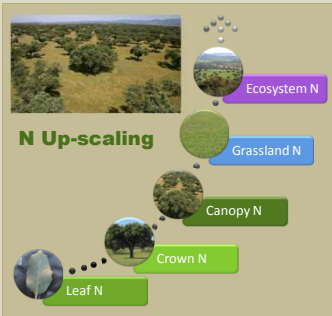 Ecosystem N
N Up-scaling
Grassland N
Canopy N
Crown N
Leaf N